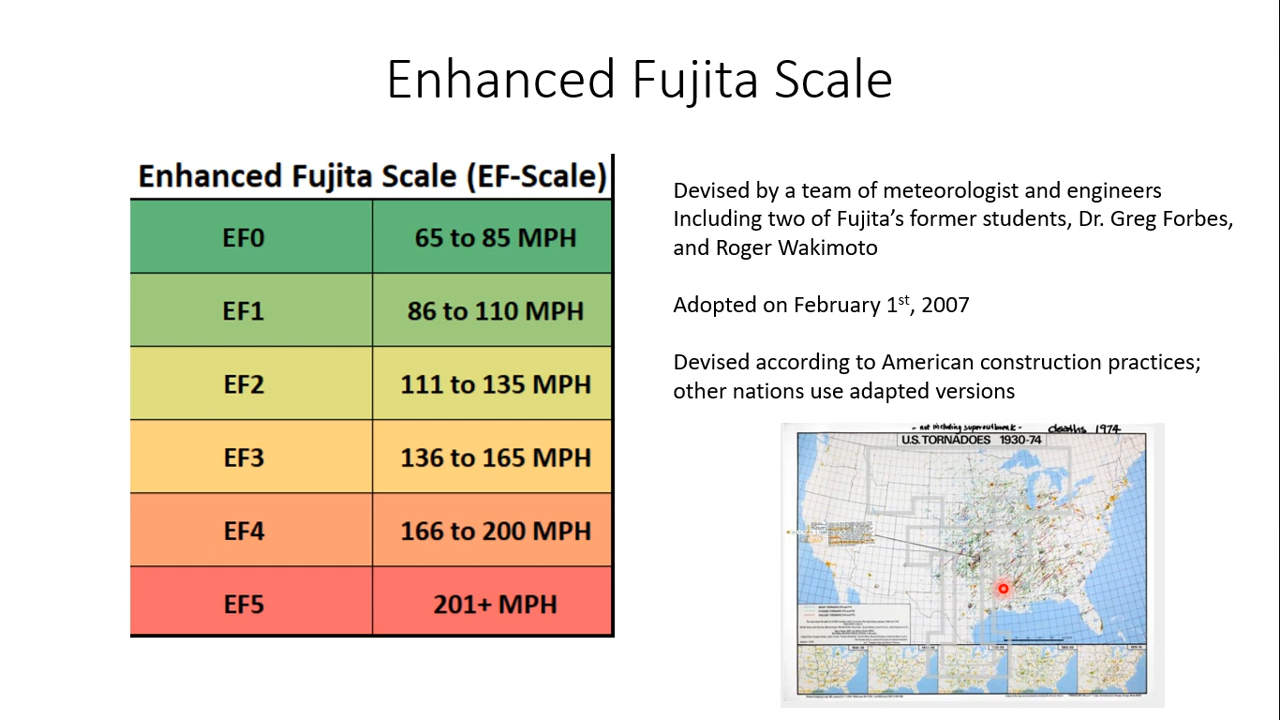 Enhanced Fujita Scale
Enhanced Fujita Scale (EF-Scale)
EF0 65 to 85 MPH
EF1 86 to 110 MPH
EF2 111 to 135 MPH
EF3 136 to 165 MPH
EF4 166 to 200 MPH
EF5 201+ MPH
Devised by a team of meteorologist and engineers
Including two of Fujita’s former students, Dr. Greg Forbes,
and Roger Wakimoto
Adopted on February 1st, 2007
Devised according to American construction practices;
other nations use adapted versions
- not including superoutbreak - deaths 1974
U.S. TORNADOES 1930-74